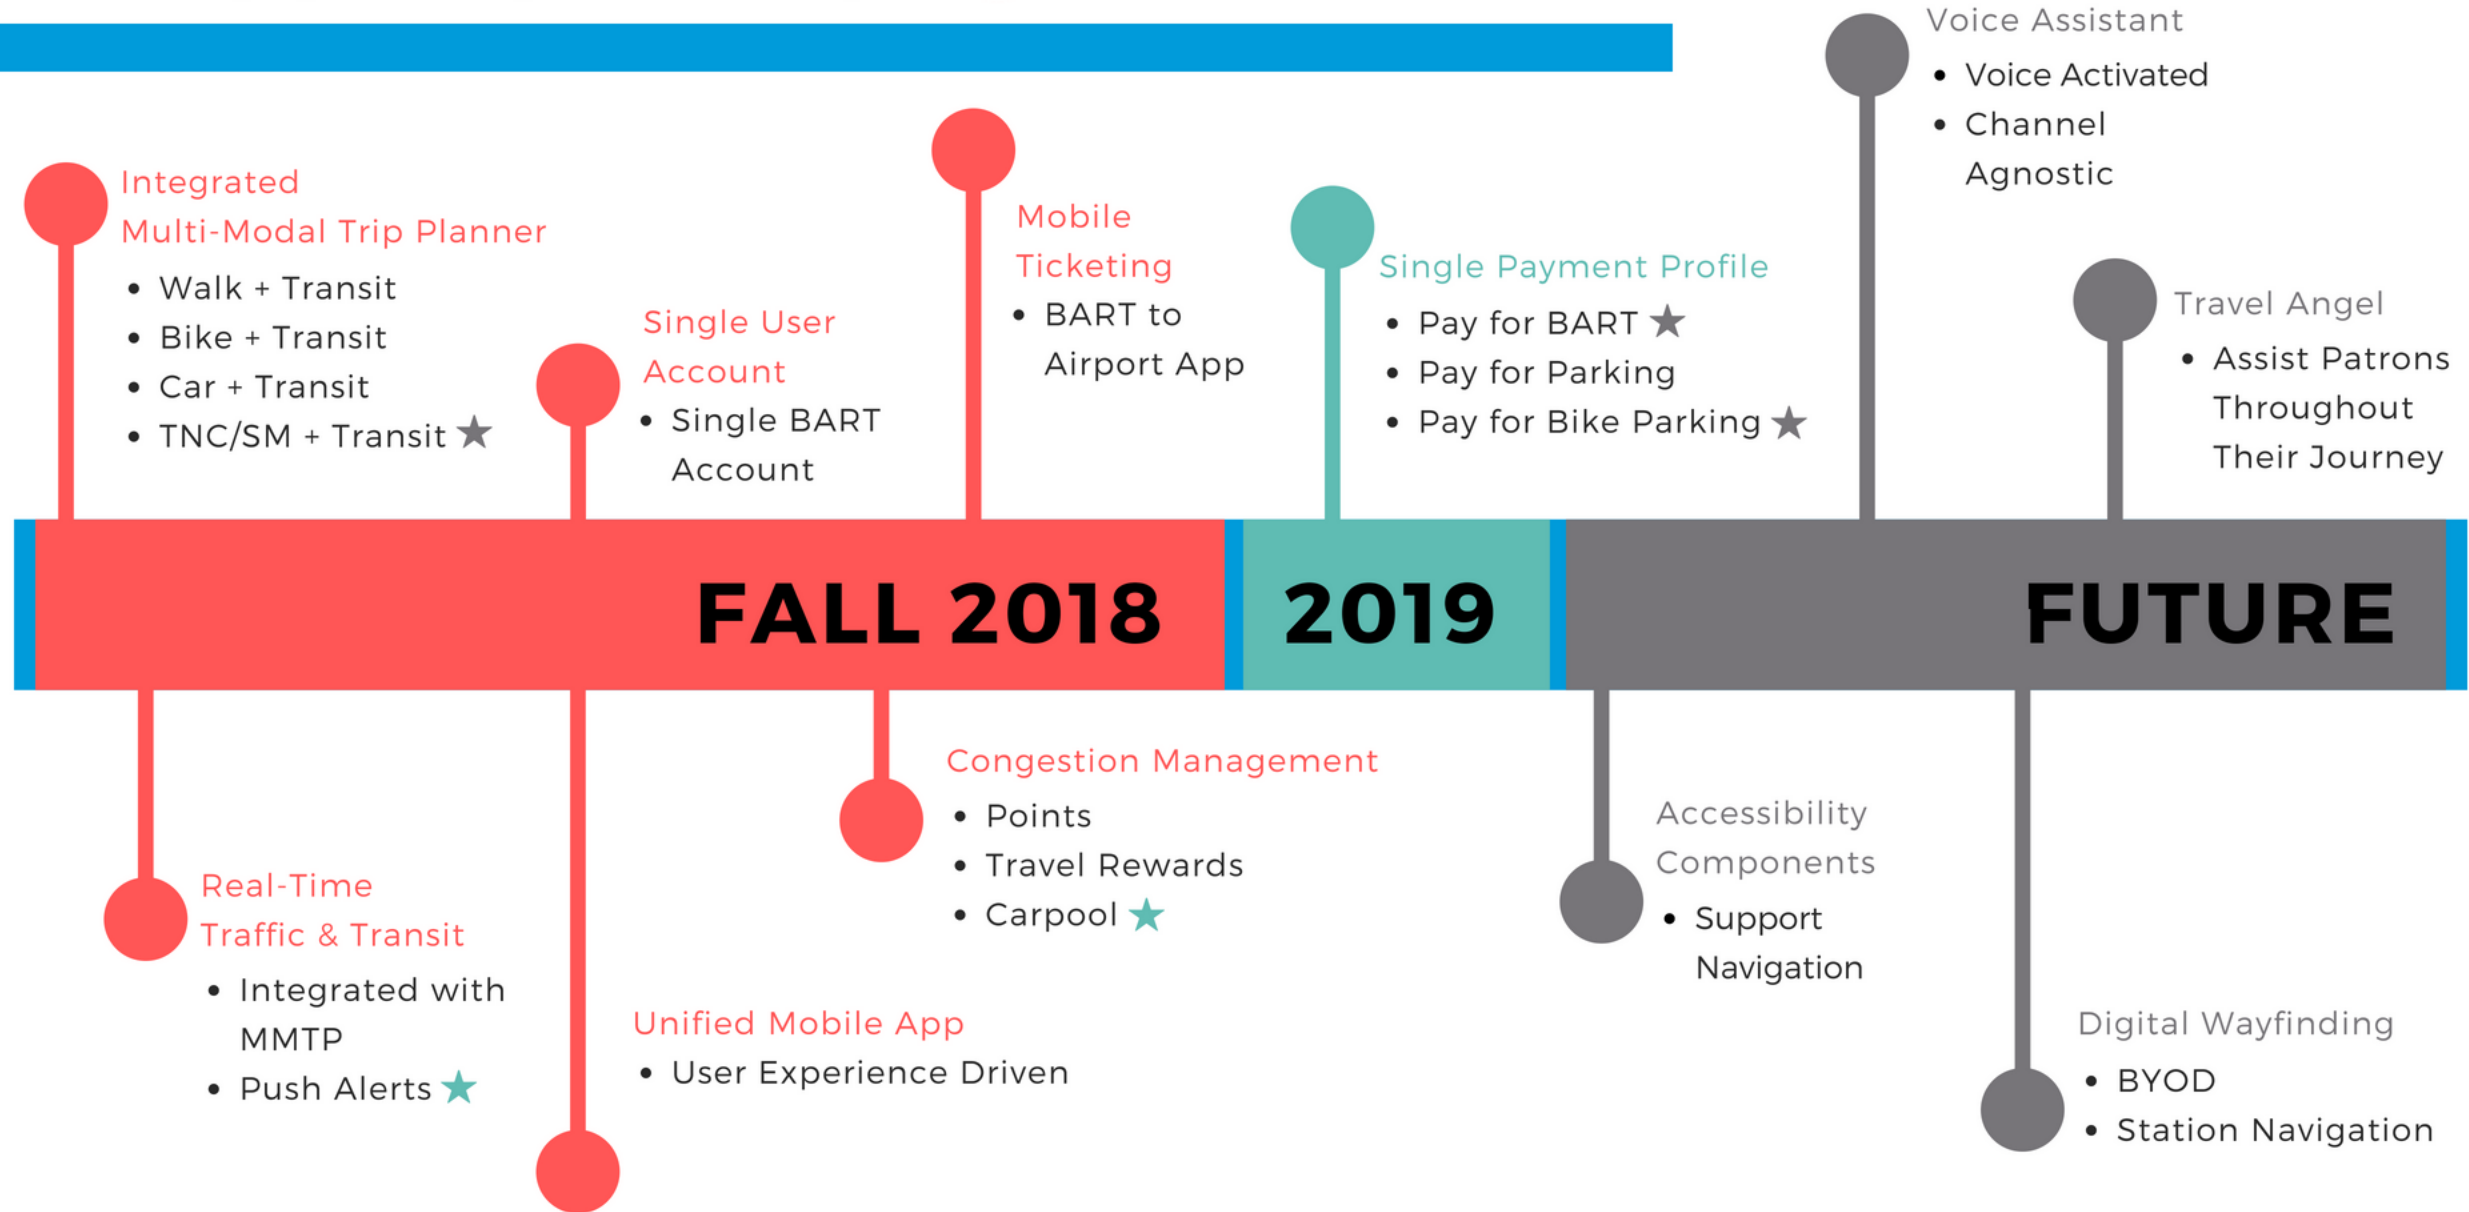 Voice Assistant
• Voice Activated
• Channel
Agnostic
Integrated
Multi-Modal Trip Planner
• Walk + Transit
• Bike + Transit
• Car + Transit
• TNC/SM + Transit ★
Single User
Account
• Single BART
Account
Mobile
Ticketing
• BART to
Airport App
Single Payment Profile
• Pay for BART ★
• Pay for Parking
• Pay for Bike Parking ★
Travel Angel
• Assist Patrons
Throughout
Their Journey
FALL 2018
2019
FUTURE
Real-Time
Traffic & Transit
• Integrated with
MMTP
• Push Alerts ★
Unified Mobile App
• User Experience Driven
Congestion Management
• Points
• Travel Rewards
• Carpool ★
Accessibility
Components
• Support
Navigation
Digital Wayfinding
• BYOD
• Station Navigation